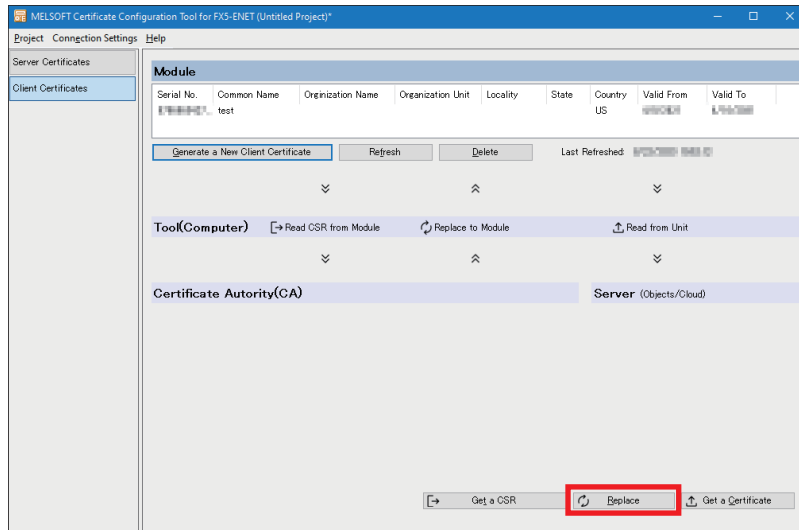 MELSOFT Certificate Configuration Tool for FX5-ENET (Untitled Project)*
Project Connection Settings Help
Server Certificates
Client Certificates
Module
Serial No. Common Name Orginization Name Organization Unit Locality State Country Valid From Valid To
test US
Generate a New Client Certificate Refresh Delete Last Refreshed:
Tool(Computer) Read CSR from Module Replace to Module Read from Unit
Certificate Autority(CA) Server (Objects/Cloud)
Get a CSR Replace Get a Certificate